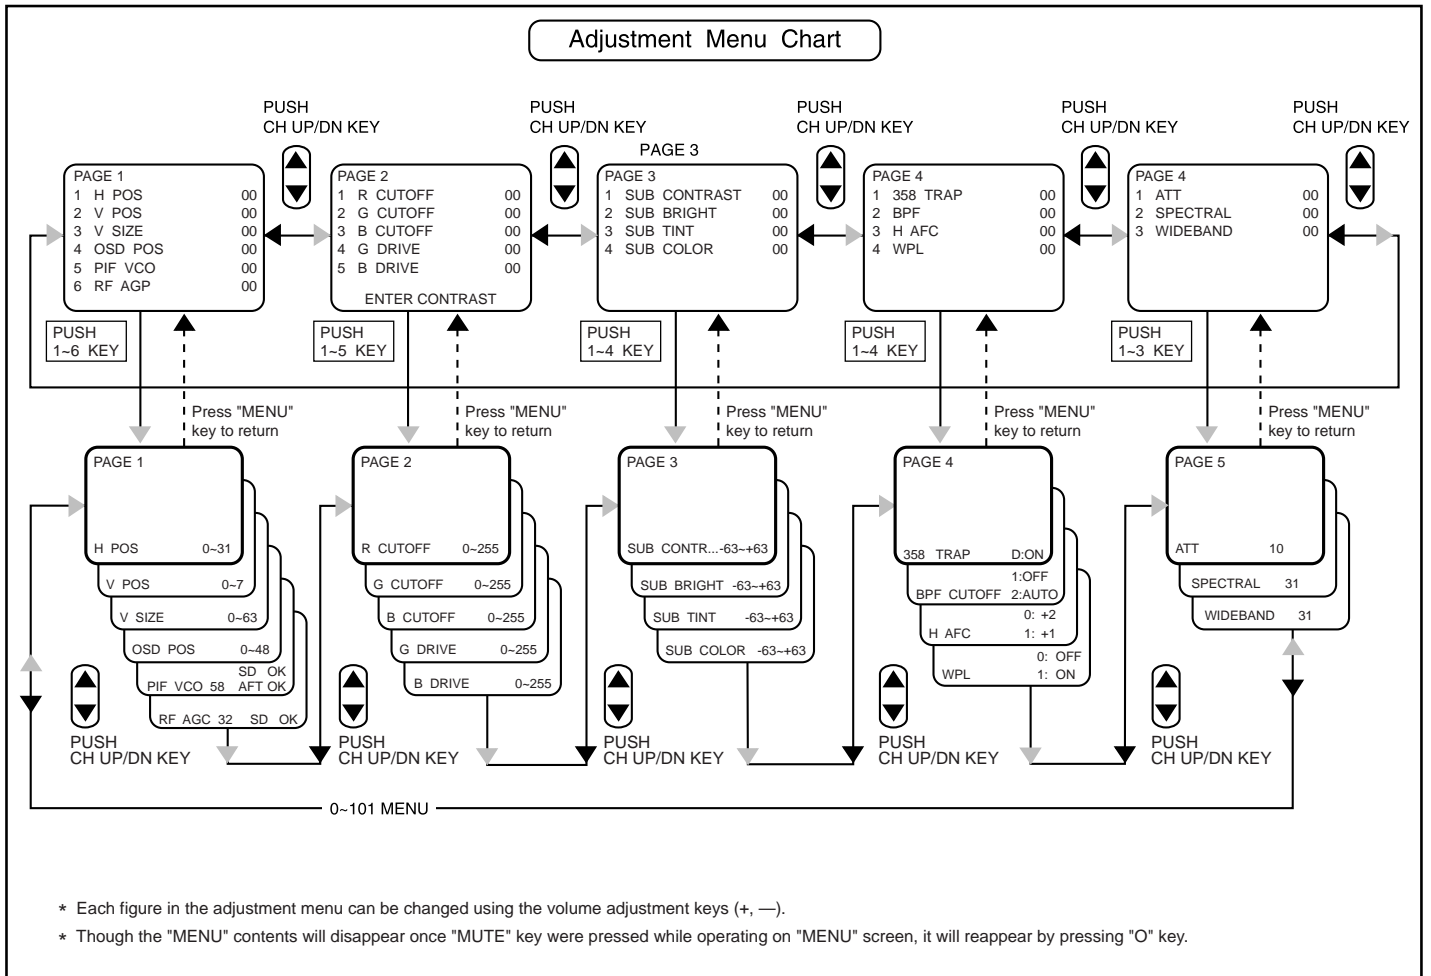 Adjustment Menu Chart
PUSH
CH UP/DN KEY
PUSH
CH UP/DN KEY
PUSH
CH UP/DN KEY
PUSH
CH UP/DN KEY
PUSH
CH UP/DN KEY
PAGE 3
PAGE 1
1 H POS 00
2 V POS 00
3 V SIZE 00
4 OSD POS 00
5 PIF VCO 00
6 RF AGP 00
PAGE 2
1 R CUTOFF 00
2 G CUTOFF 00
3 B CUTOFF 00
4 G DRIVE 00
5 B DRIVE 00
ENTER CONTRAST
PAGE 3
1 SUB CONTRAST 00
2 SUB BRIGHT 00
3 SUB TINT 00
4 SUB COLOR 00
PAGE 4
1 358 TRAP 00
2 BPF 00
3 H AFC 00
4 WPL 00
PAGE 4
1 ATT 00
2 SPECTRAL 00
3 WIDEBAND 00
PUSH
1~6 KEY
PUSH
1~5 KEY
PUSH
1~4 KEY
PUSH
1~4 KEY
PUSH
1~3 KEY
Press "MENU"
key to return
Press "MENU"
key to return
Press "MENU"
key to return
Press "MENU"
key to return
Press "MENU"
key to return
PAGE 1
H POS 0~31
V POS 0~7
V SIZE 0~63
OSD POS 0~48
SD OK
PIF VCO 58 AFT OK
RF AGC 32 SD OK
PAGE 2
R CUTOFF 0~255
G CUTOFF 0~255
B CUTOFF 0~255
G DRIVE 0~255
B DRIVE 0~255
PAGE 3
SUB CONTR...-63~+63
SUB BRIGHT -63~+63
SUB TINT -63~+63
SUB COLOR -63~+63
PAGE 4
358 TRAP D:ON
1:OFF
BPF CUTOFF 2:AUTO
0: +2
H AFC 1: +1
0: OFF
WPL 1: ON
PAGE 5
ATT 10
SPECTRAL 31
WIDEBAND 31
PUSH
CH UP/DN KEY
PUSH
CH UP/DN KEY
PUSH
CH UP/DN KEY
PUSH
CH UP/DN KEY
PUSH
CH UP/DN KEY
0~101 MENU
* Each figure in the adjustment menu can be changed using the volume adjustment keys (+, —).
* Though the "MENU" contents will disappear once "MUTE" key were pressed while operating on "MENU" screen, it will reappear by pressing "O" key.